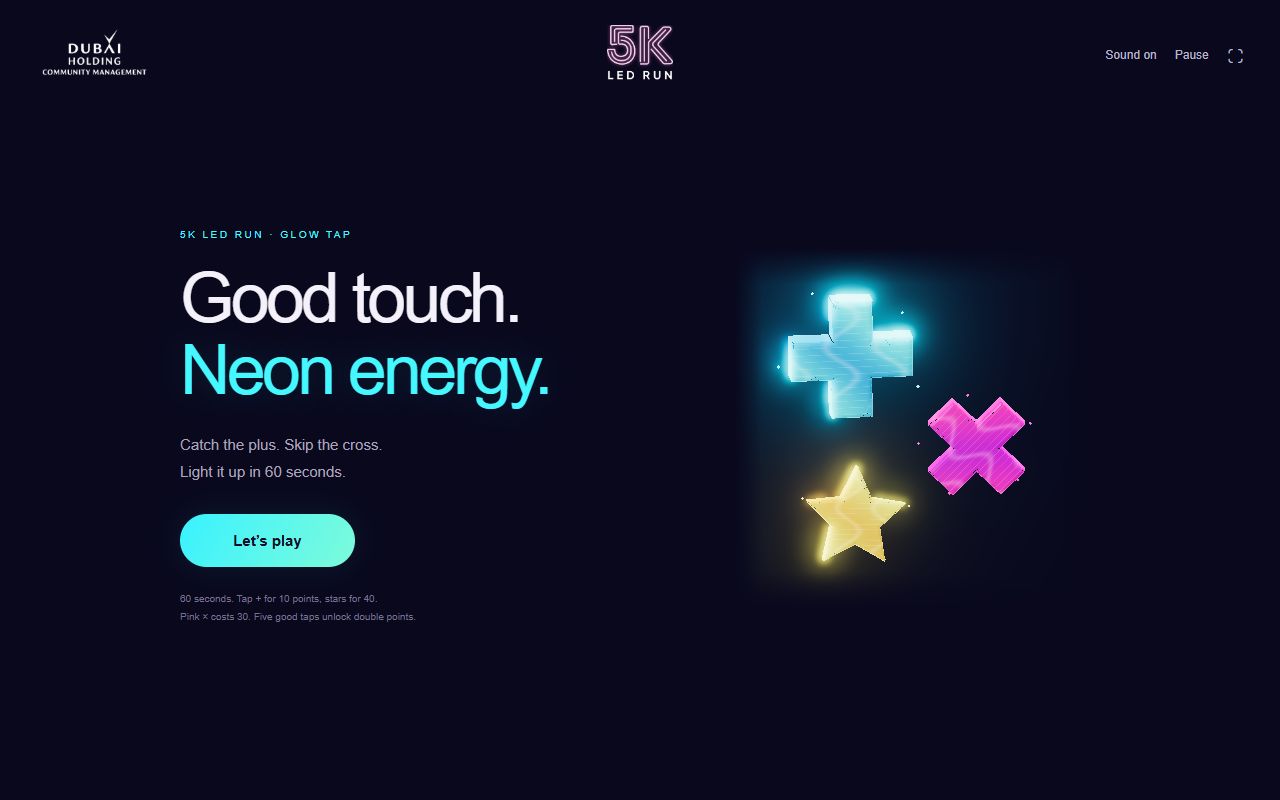 DUBAI
HOLDING
COMMUNITY MANAGEMENT
5K
LED RUN
Sound on
Pause
5K LED RUN · GLOW TAP
Good touch.
Neon energy.
Catch the plus. Skip the cross.
Light it up in 60 seconds.
Let’s play
60 seconds. Tap + for 10 points, stars for 40.
Pink × costs 30. Five good taps unlock double points.